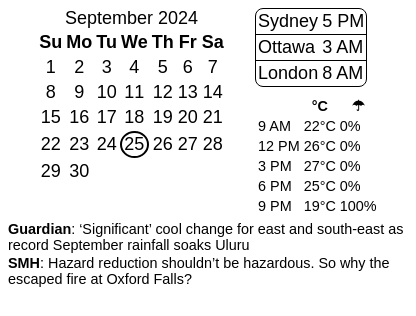 September 2024
Su Mo Tu We Th Fr Sa
1 2 3 4 5 6 7
8 9 10 11 12 13 14
15 16 17 18 19 20 21
22 23 24 25 26 27 28
29 30
Sydney 5 PM
Ottawa 3 AM
London 8 AM
°C ☂
9 AM 22°C 0%
12 PM 26°C 0%
3 PM 27°C 0%
6 PM 25°C 0%
9 PM 19°C 100%
Guardian: ‘Significant’ cool change for east and south-east as
record September rainfall soaks Uluru
SMH: Hazard reduction shouldn’t be hazardous. So why the
escaped fire at Oxford Falls?